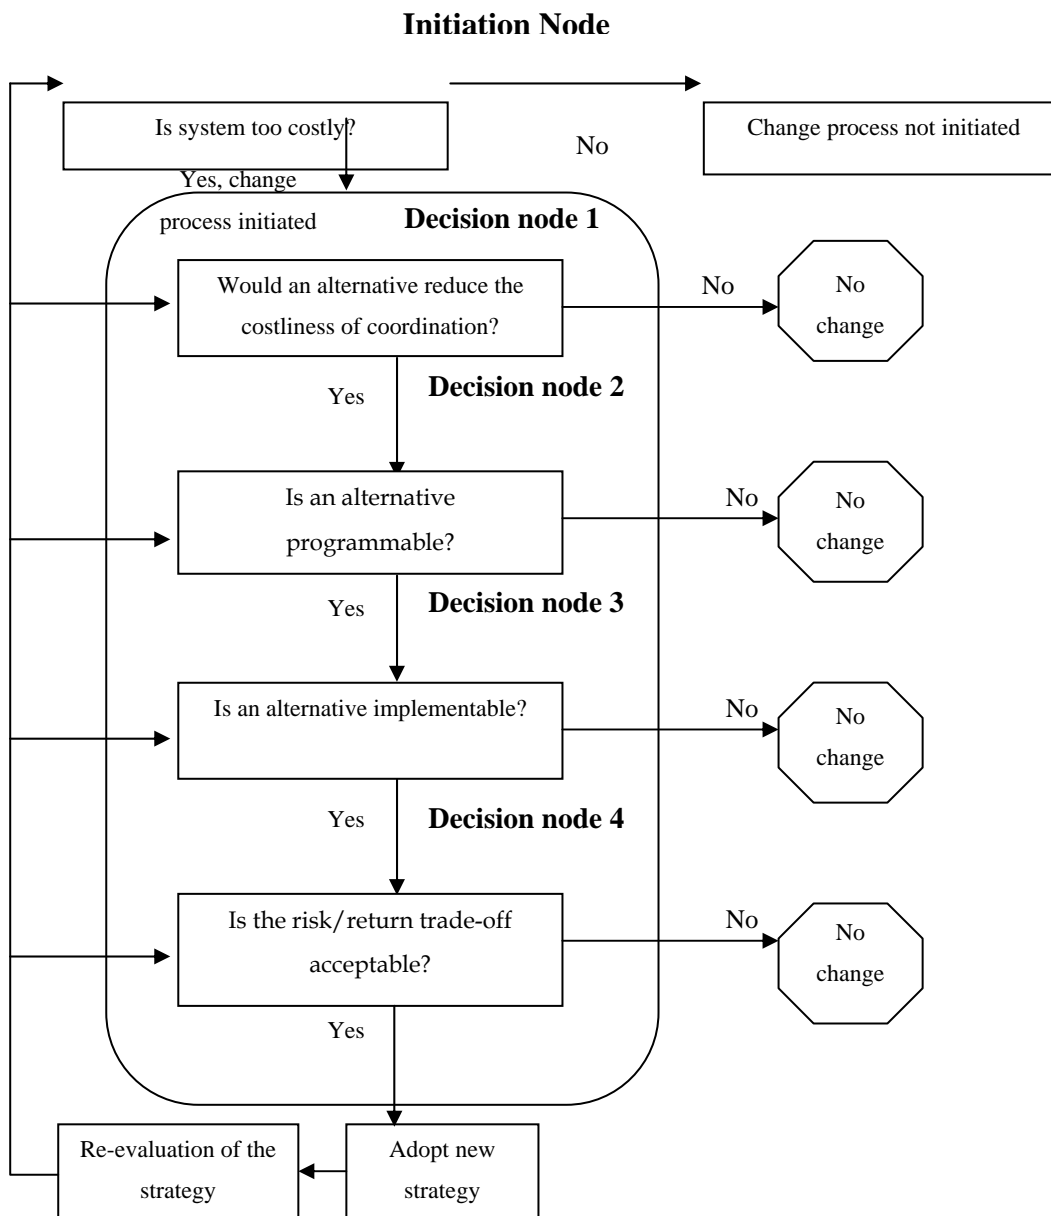 Initiation Node
Is system too costly?
Change process not initiated
No
Yes, change
process initiated
Decision node 1
Would an alternative reduce the
costliness of coordination?
No
No
change
Yes
Decision node 2
Is an alternative
programmable?
No
No
change
Yes
Decision node 3
Is an alternative implementable?
No
No
change
Yes
Decision node 4
Is the risk/return trade-off
acceptable?
No
No
change
Yes
Re-evaluation of the
strategy
Adopt new
strategy